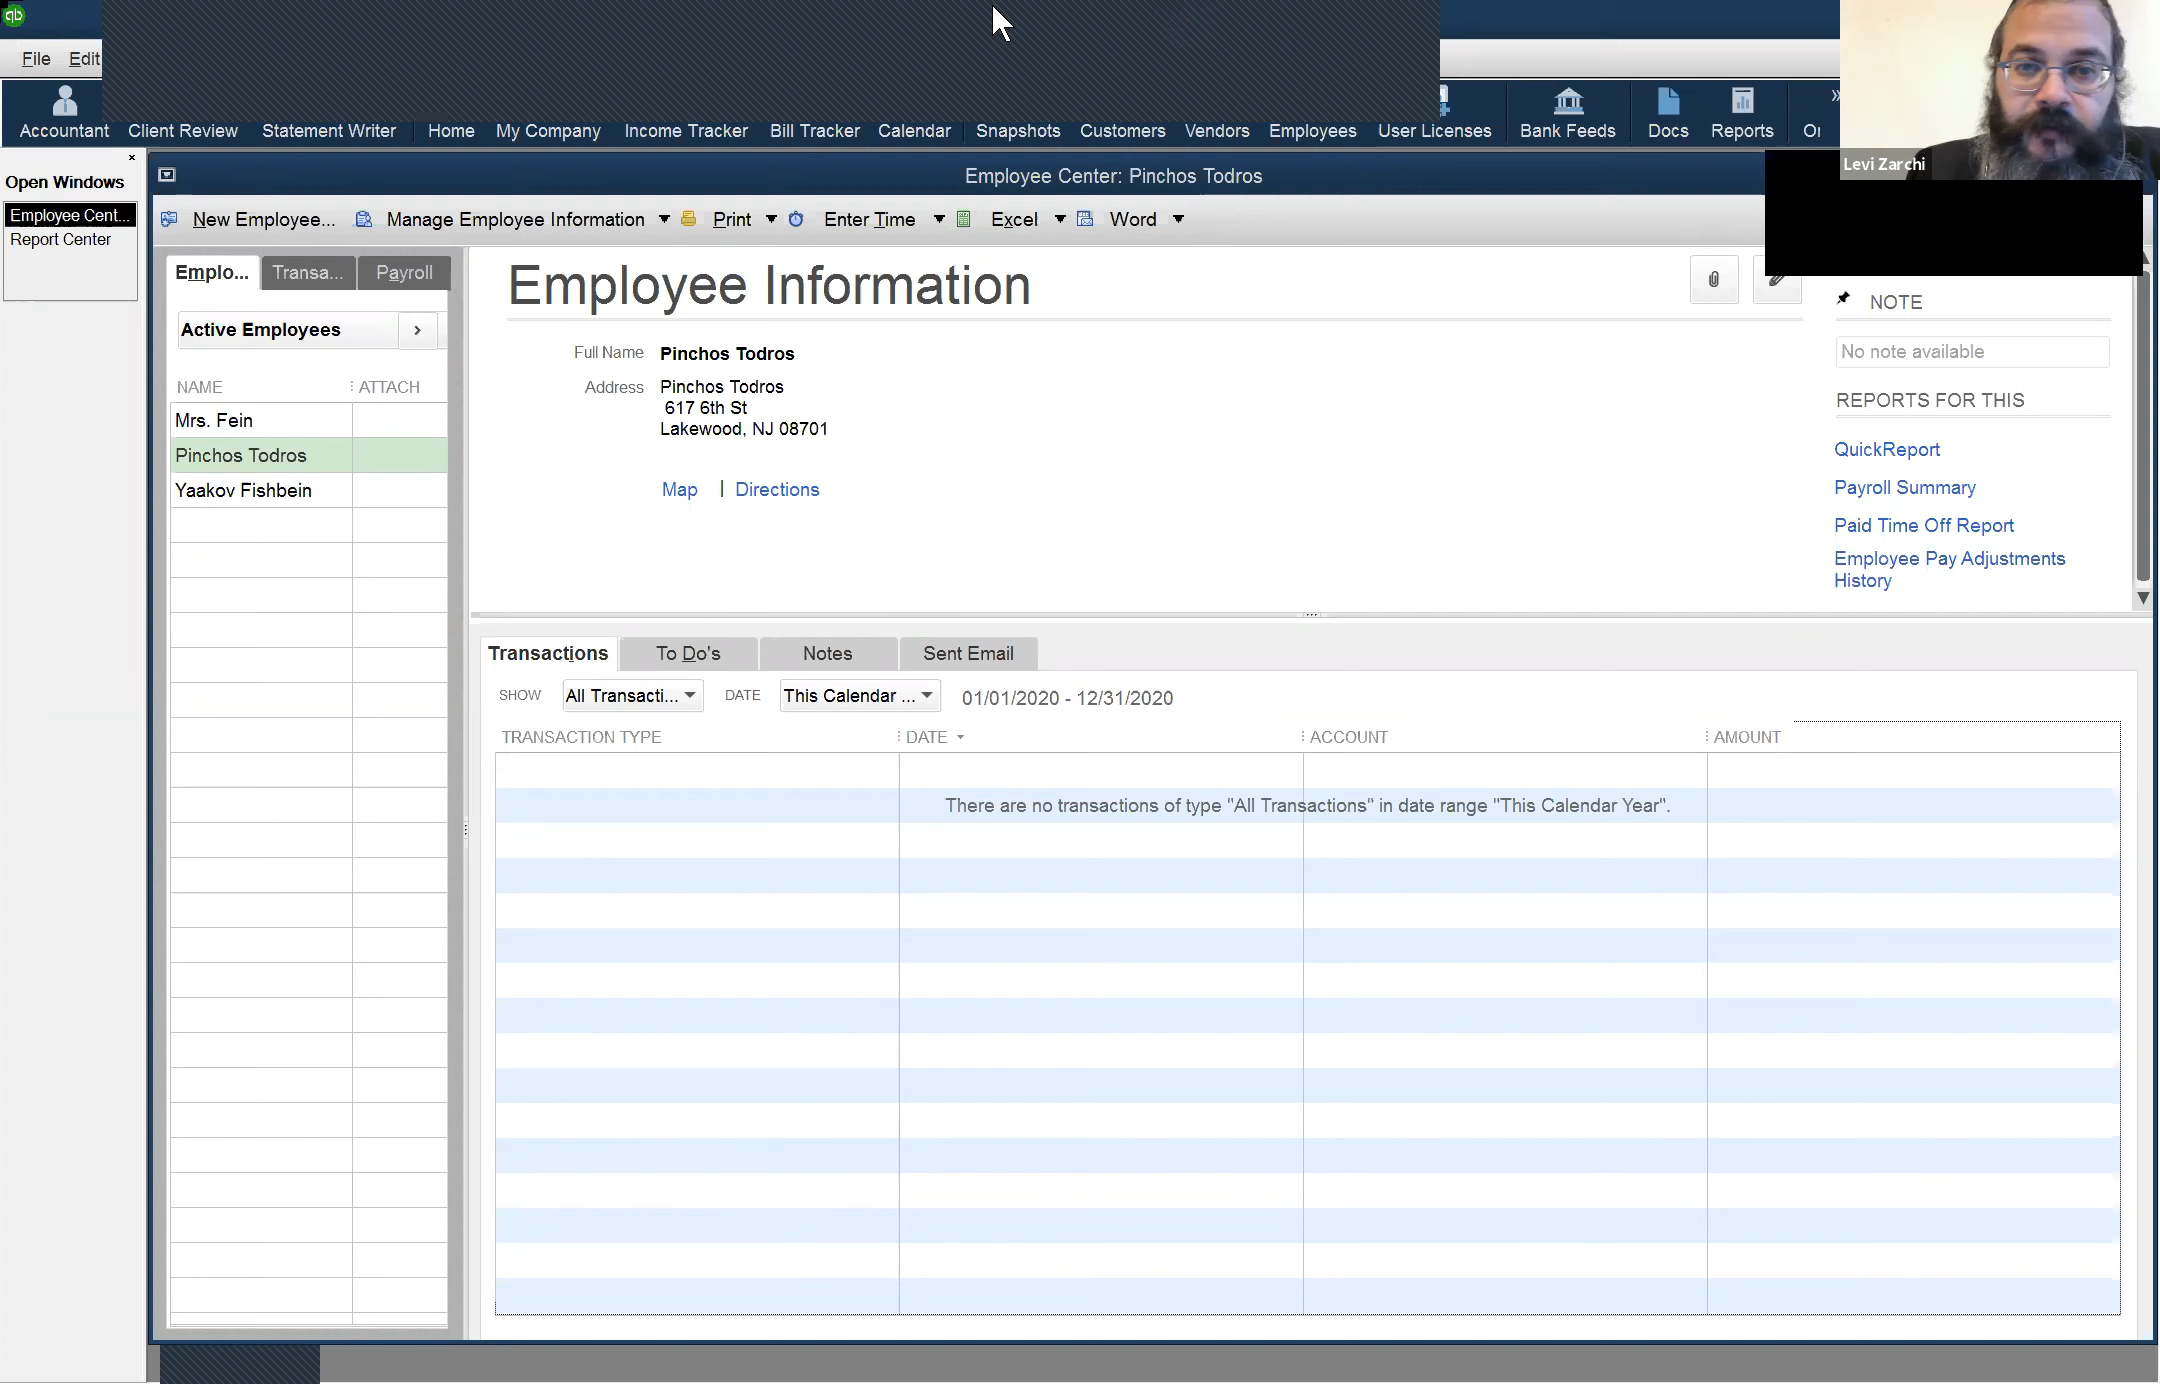 qb
File Edit
Accountant Client Review Statement Writer Home My Company Income Tracker Bill Tracker Calendar Snapshots Customers Vendors Employees User Licenses Bank Feeds Docs Reports
Levi Zarchi
Open Windows
Employee Cent...
Report Center
Employee Center: Pinchos Todros
New Employee... Manage Employee Information Print Enter Time Excel Word
Emplo... Transa... Payroll
Active Employees
NAME ATTACH
Mrs. Fein
Pinchos Todros
Yaakov Fishbein
Employee Information
Full Name Pinchos Todros
Address Pinchos Todros
617 6th St
Lakewood, NJ 08701
Map | Directions
NOTE
No note available
REPORTS FOR THIS
QuickReport
Payroll Summary
Paid Time Off Report
Employee Pay Adjustments
History
Transactions To Do's Notes Sent Email
SHOW All Transacti... DATE This Calendar ... 01/01/2020 - 12/31/2020
TRANSACTION TYPE DATE ACCOUNT AMOUNT
There are no transactions of type "All Transactions" in date range "This Calendar Year".